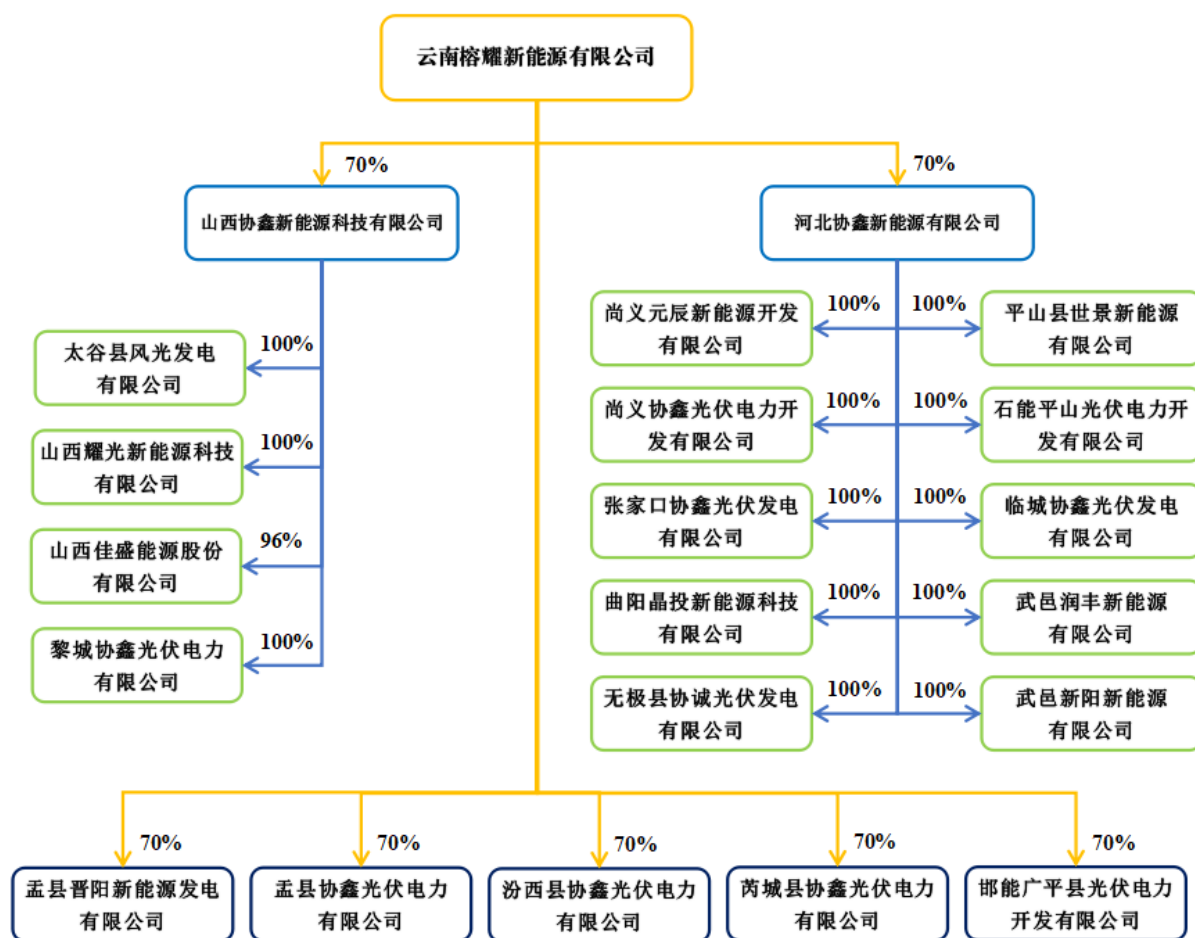 云南榕耀新能源有限公司
70%
70%
山西协鑫新能源科技有限公司
河北协鑫新能源有限公司
太谷县风光发电
有限公司
100%
山西耀光新能源科技
有限公司
100%
山西佳盛能源股份
有限公司
96%
黎城协鑫光伏电力
有限公司
100%
尚义元辰新能源开发
有限公司
100%
100%
平山县世景新能源
有限公司
尚义协鑫光伏电力开
发有限公司
100%
100%
石能平山光伏电力开
发有限公司
张家口协鑫光伏发电
有限公司
100%
100%
临城协鑫光伏发电
有限公司
曲阳晶投新能源科技
有限公司
100%
100%
武邑润丰新能源
有限公司
无极县协诚光伏发电
有限公司
100%
100%
武邑新阳新能源
有限公司
70%
70%
70%
70%
70%
盂县晋阳新能源发电
有限公司
盂县协鑫光伏电力
有限公司
汾西县协鑫光伏电力
有限公司
芮城县协鑫光伏电力
有限公司
邯能广平县光伏电力
开发有限公司